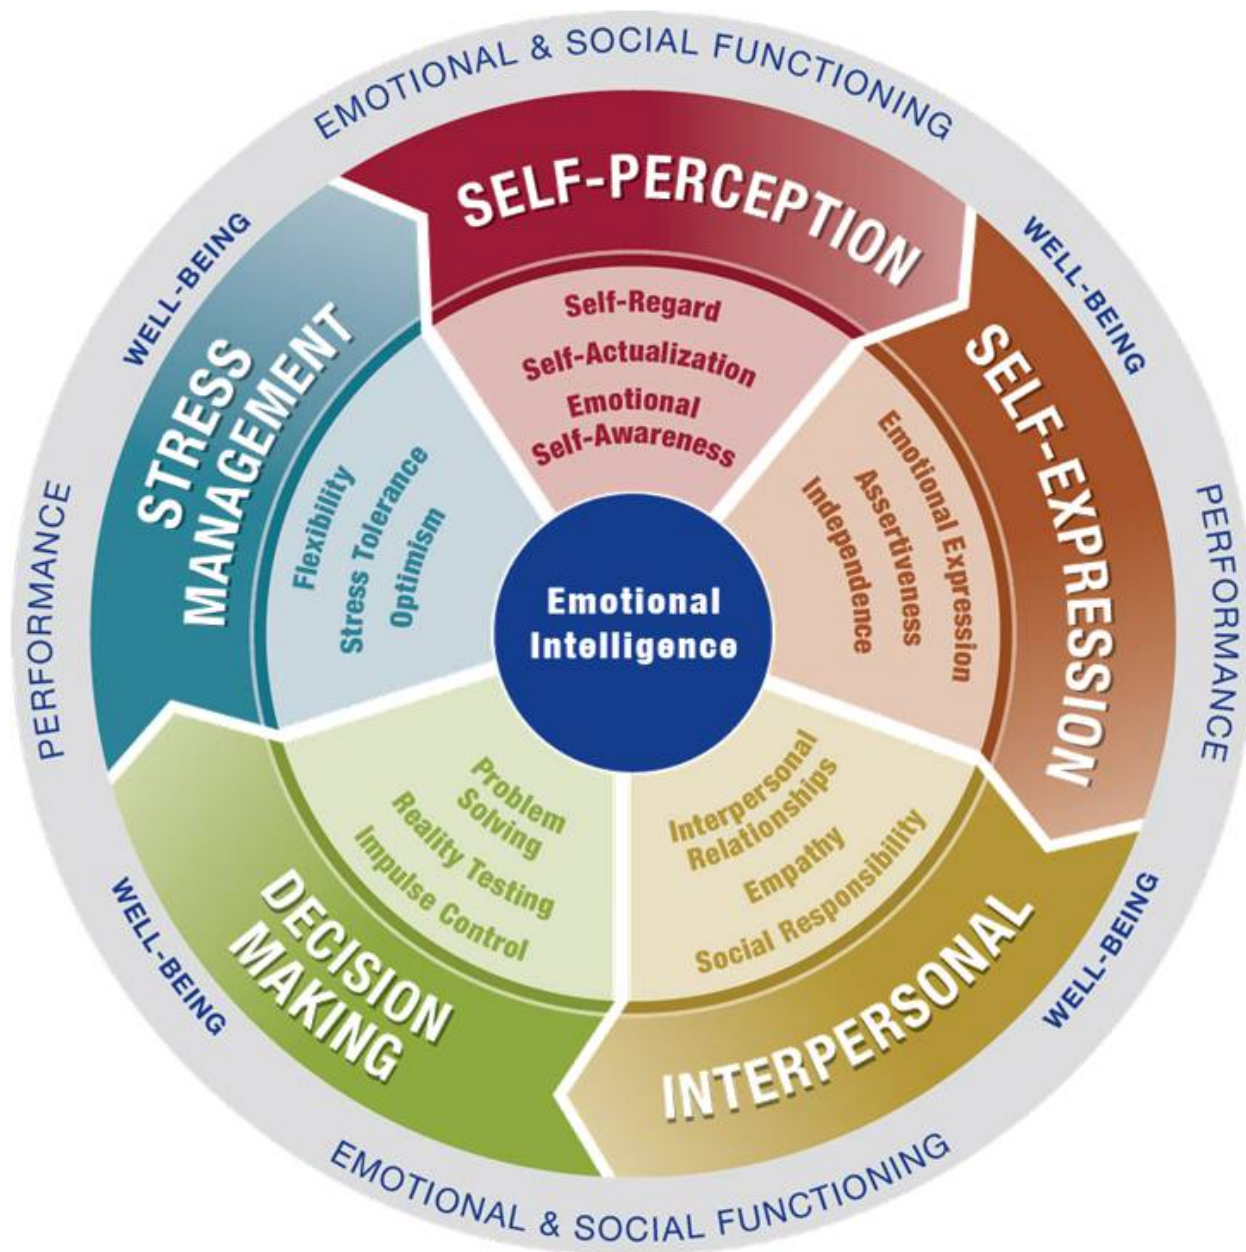 EMOTIONAL & SOCIAL FUNCTIONING
WELL-BEING
WELL-BEING
PERFORMANCE
PERFORMANCE
WELL-BEING
WELL-BEING
EMOTIONAL & SOCIAL FUNCTIONING
SELF-PERCEPTION
Self-Regard
Self-Actualization
Emotional
Self-Awareness
SELF-EXPRESSION
Emotional Expression
Assertiveness
Independence
INTERPERSONAL
Interpersonal
Relationships
Empathy
Social Responsibility
DECISION
MAKING
Problem
Solving
Reality Testing
Impulse Control
STRESS
MANAGEMENT
Flexibility
Stress Tolerance
Optimism
Emotional
Intelligence